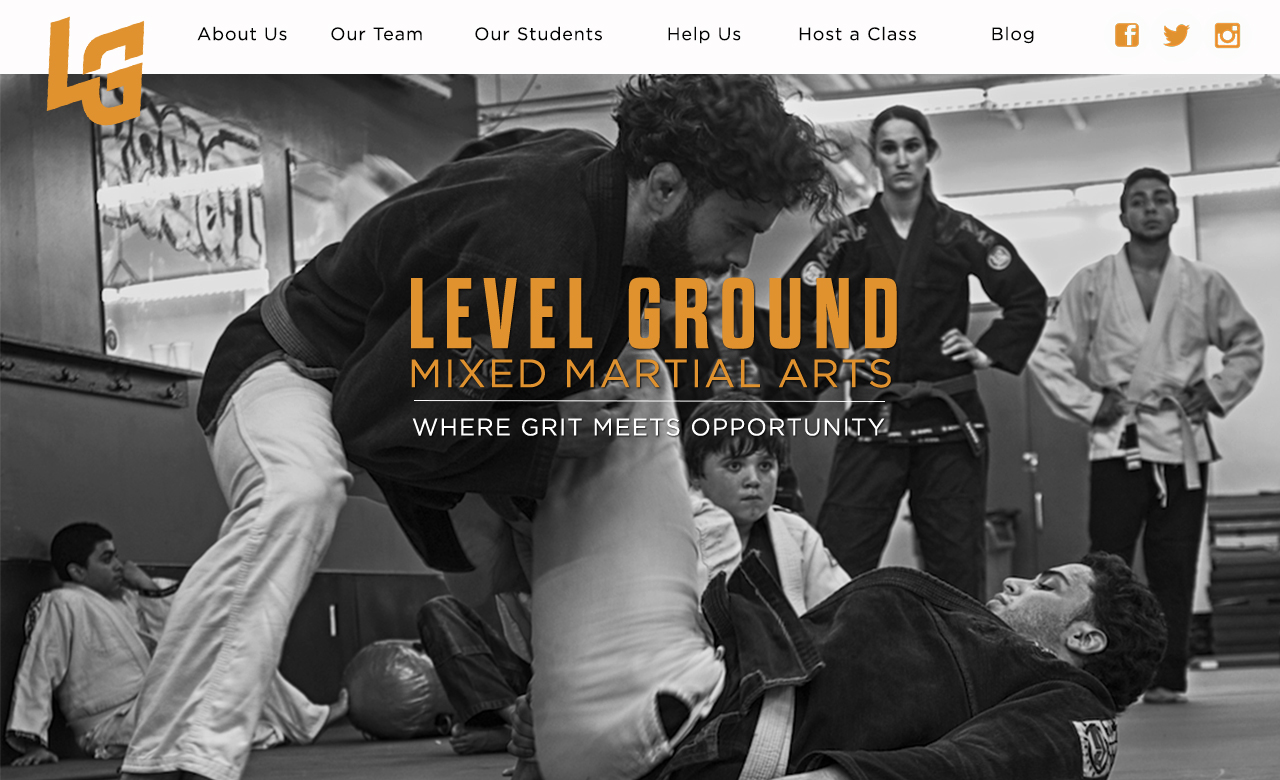 LG
About Us Our Team Our Students Help Us Host a Class Blog
LEVEL GROUND
MIXED MARTIAL ARTS
WHERE GRIT MEETS OPPORTUNITY